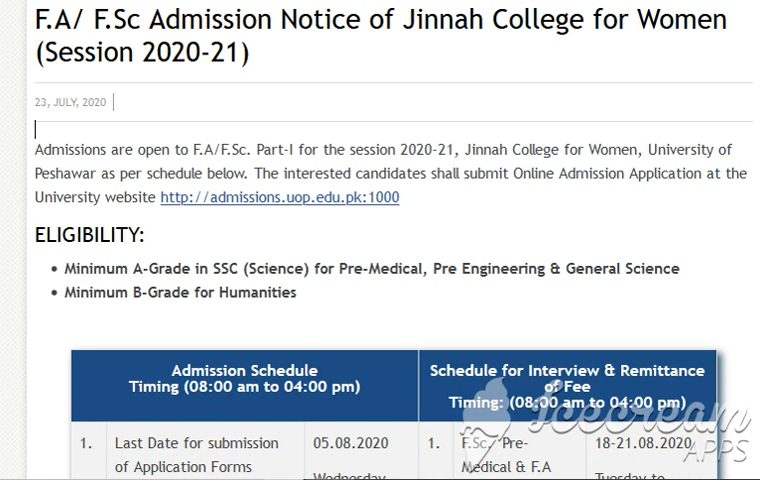 F.A/ F.Sc Admission Notice of Jinnah College for Women
(Session 2020-21)
23, JULY, 2020
Admissions are open to F.A/F.Sc. Part-I for the session 2020-21, Jinnah College for Women, University of
Peshawar as per schedule below. The interested candidates shall submit Online Admission Application at the
University website http://admissions.uop.edu.pk:1000
ELIGIBILITY:
• Minimum A-Grade in SSC (Science) for Pre-Medical, Pre Engineering & General Science
• Minimum B-Grade for Humanities
Admission Schedule
Timing (08:00 am to 04:00 pm)
Schedule for Interview & Remittance
of Fee
Timing: (08:00 am to 04:00 pm)
1. Last Date for submission
of Application Forms
05.08.2020
Wednesday
1. F.Sc. Pre-
Medical & F.A
18-21.08.2020
Tuesday to
Icecream
APPS